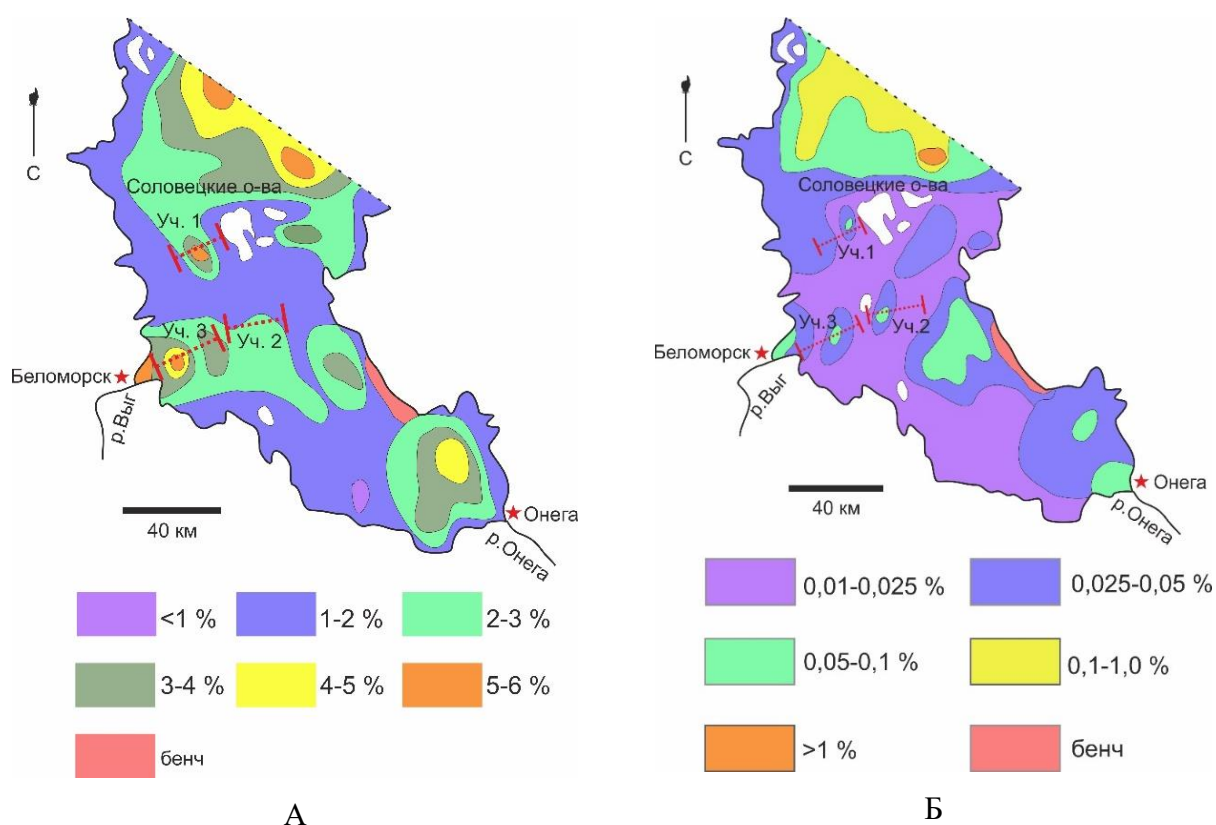 С
Соловецкие о-ва
Уч. 1
Уч. 3
Уч. 2
Беломорск
р.Выг
40 км
Онега
р.Онега
<1 %
1-2 %
2-3 %
3-4 %
4-5 %
5-6 %
бенч
А
С
Соловецкие о-ва
Уч.1
Уч.3
Уч.2
Беломорск
р.Выг
40 км
Онега
р.Онега
0,01-0,025 %
0,025-0,05 %
0,05-0,1 %
0,1-1,0 %
>1 %
бенч
Б